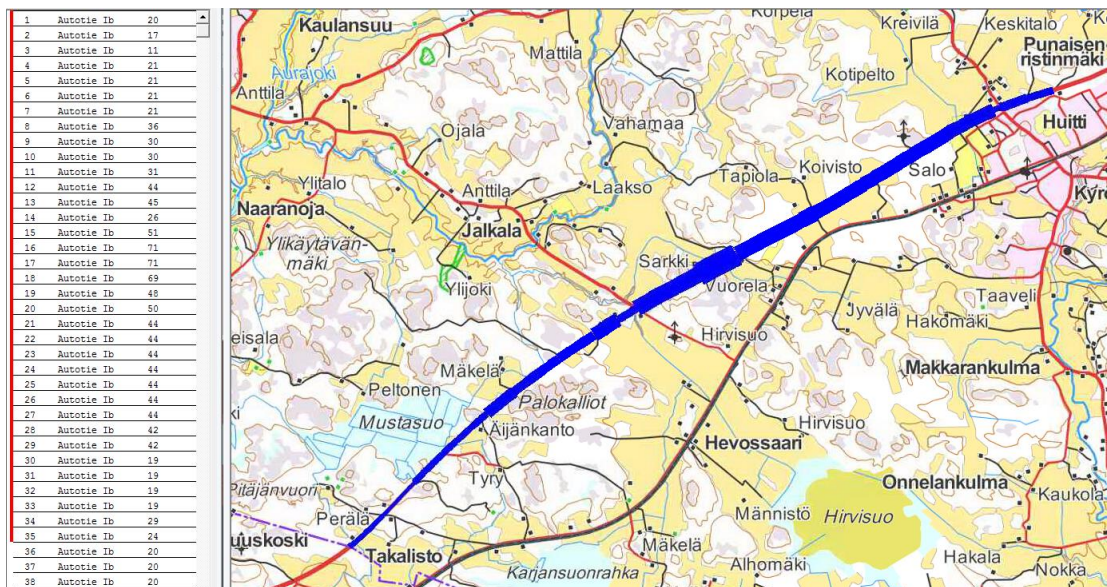 1 Autotie Ib 20
2 Autotie Ib 17
3 Autotie Ib 11
4 Autotie Ib 21
5 Autotie Ib 21
6 Autotie Ib 21
7 Autotie Ib 21
8 Autotie Ib 36
9 Autotie Ib 30
10 Autotie Ib 30
11 Autotie Ib 31
12 Autotie Ib 44
13 Autotie Ib 45
14 Autotie Ib 26
15 Autotie Ib 51
16 Autotie Ib 71
17 Autotie Ib 71
18 Autotie Ib 69
19 Autotie Ib 48
20 Autotie Ib 50
21 Autotie Ib 44
22 Autotie Ib 44
23 Autotie Ib 44
24 Autotie Ib 44
25 Autotie Ib 44
26 Autotie Ib 44
27 Autotie Ib 44
28 Autotie Ib 42
29 Autotie Ib 42
30 Autotie Ib 19
31 Autotie Ib 19
32 Autotie Ib 19
33 Autotie Ib 19
34 Autotie Ib 29
35 Autotie Ib 24
36 Autotie Ib 20
37 Autotie Ib 20
38 Autotie Ib 20
Korpela
Kaulansuu
Kreivilä
Keskitalo
Mattila
Punaisen-
ristinmäki
Aurajoki
Kotipelto
Anttila
Huitti
Vahamaa
Ojala
Koivisto
Salo
Tapiola
Ylitalo
Anttila
Laakso
Kyrö
Naaranoja
Jalkala
Ylikäytävän-
mäki
Sarkki
Ylijoki
Vuorela
Taaveli
Jyvälä
Hakomäki
eisala
Hirvisuo
Mäkelä
Makkarankulma
Peltonen
Palokalliot
ki
Mustasuo
Hirvisuo
Äijänkanto
Hevossaari
Tyry
Onnelankulma
Pitäjänvuori
Kaukola
Männistö
Perälä
Hirvisuo
uuskoski
Takalisto
Mäkelä
Hakala
Alhomäki
Karjansuonrahka
Nokka